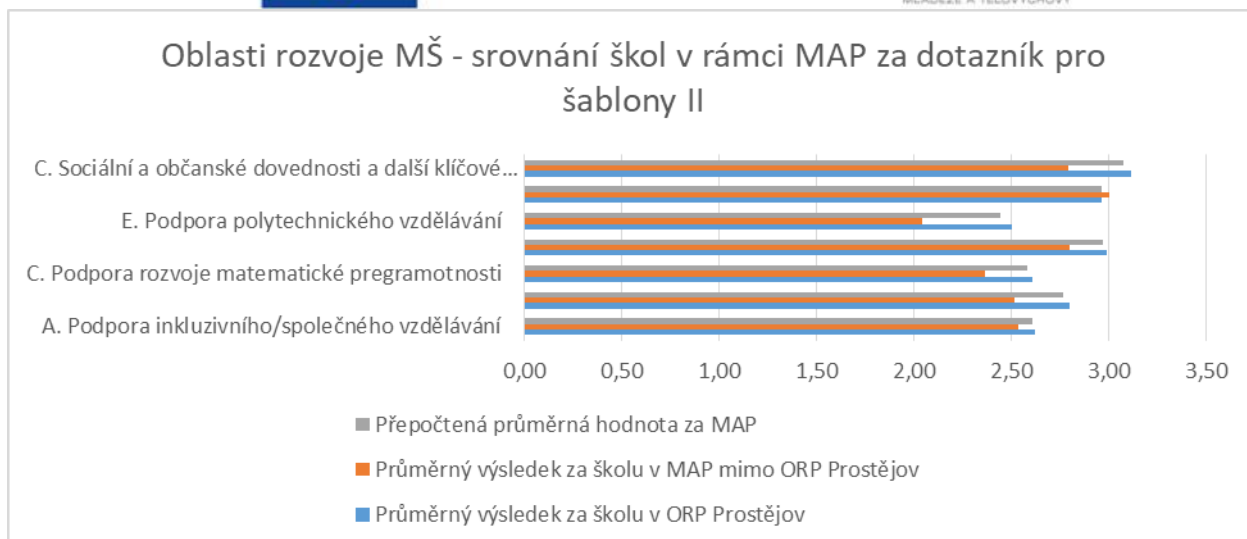 MLÁDEŽE A TĚLOVÝCHOVY
Oblasti rozvoje MŠ - srovnání škol v rámci MAP za dotazník pro
šablony II
C. Sociální a občanské dovednosti a další klíčové...
E. Podpora polytechnického vzdělávání
C. Podpora rozvoje matematické pregramotnosti
A. Podpora inkluzivního/společného vzdělávání
0,00 0,50 1,00 1,50 2,00 2,50 3,00 3,50
Přepočtená průměrná hodnota za MAP
Průměrný výsledek za školu v MAP mimo ORP Prostějov
Průměrný výsledek za školu v ORP Prostějov